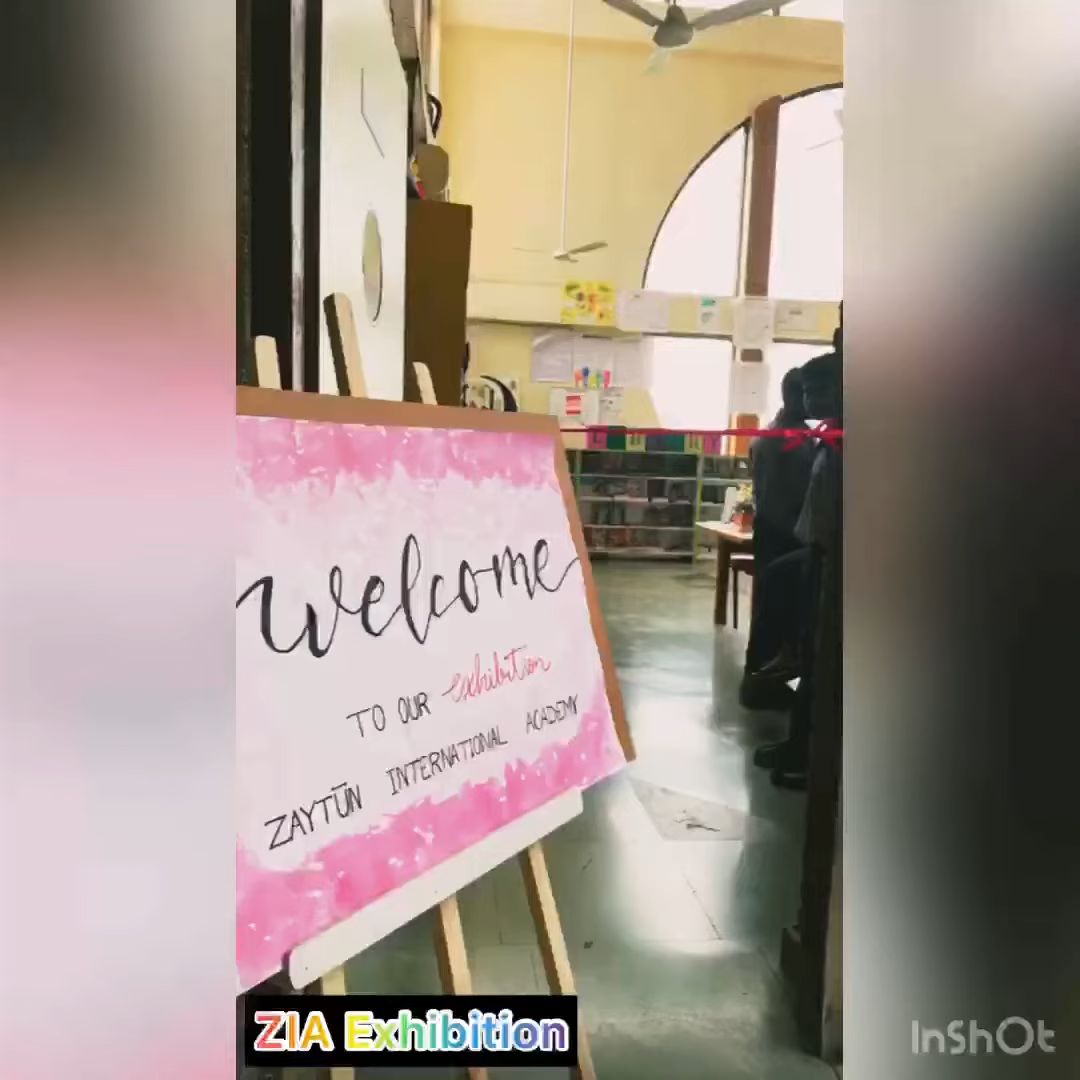 welcome
TO OUR exhibition
ZAYTŪN INTERNATIONAL ACADEMY
ZIA Exhibition
InShOt